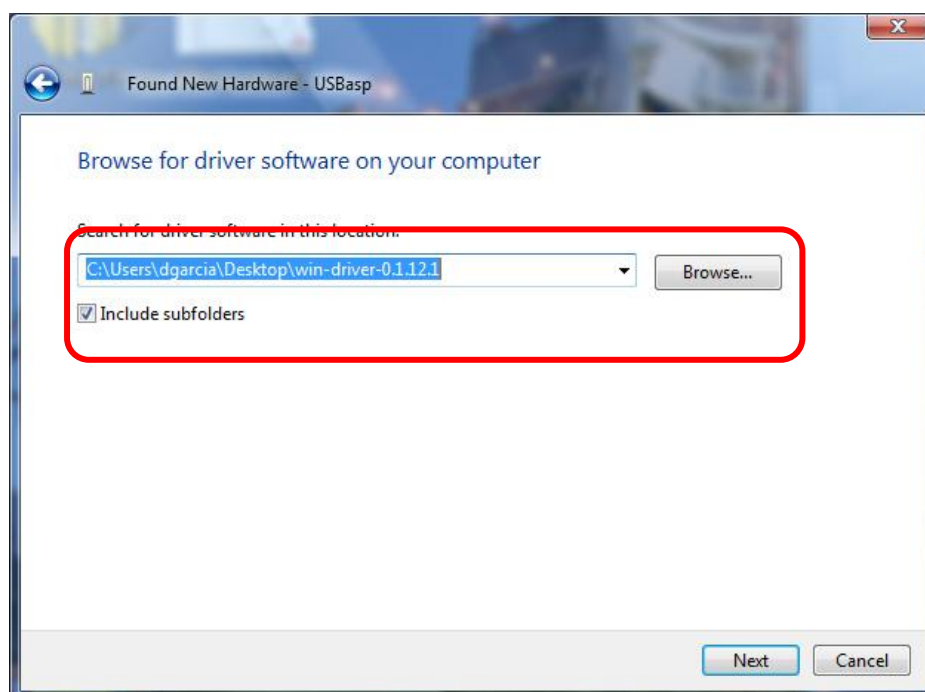 Found New Hardware - USBasp
Browse for driver software on your computer
Search for driver software in this location:
C:\Users\dgarcia\Desktop\win-driver-0.1.12.1
Browse...
Include subfolders
Next
Cancel